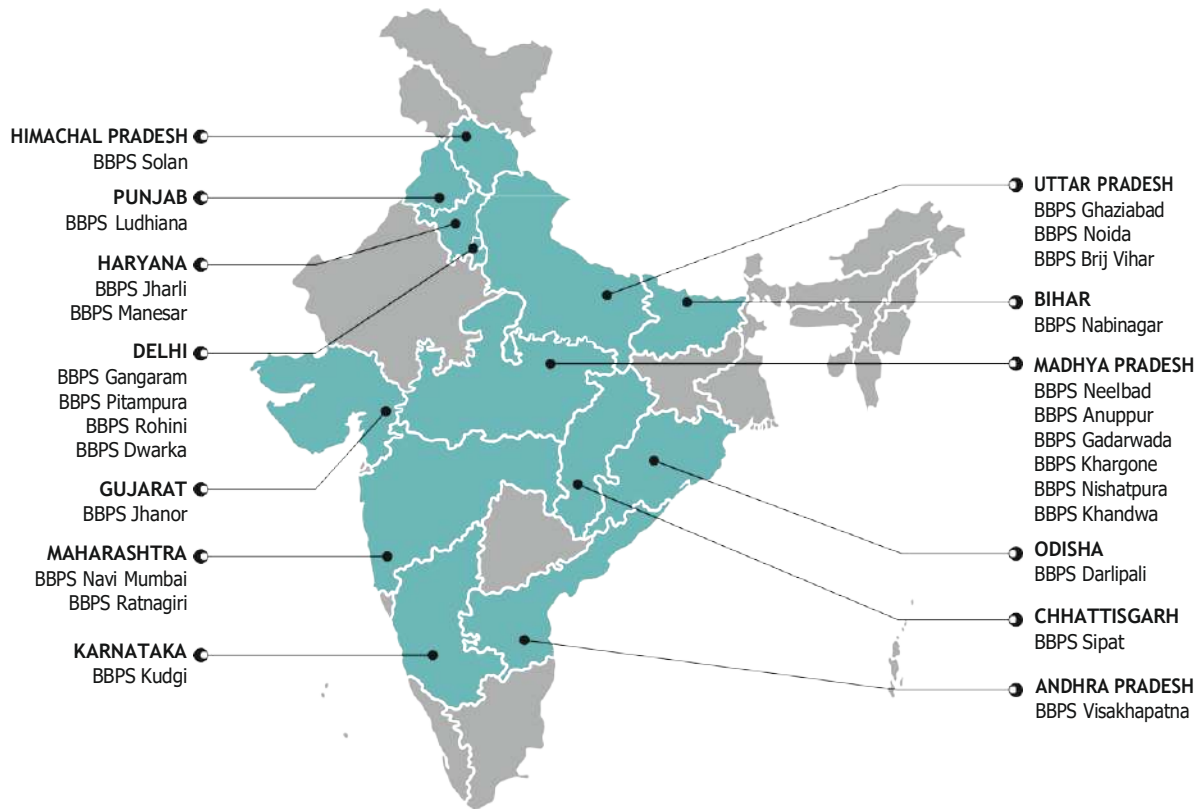 HIMACHAL PRADESH
BBPS Solan
PUNJAB
BBPS Ludhiana
HARYANA
BBPS Jharli
BBPS Manesar
DELHI
BBPS Gangaram
BBPS Pitampura
BBPS Rohini
BBPS Dwarka
GUJARAT
BBPS Jhanor
MAHARASHTRA
BBPS Navi Mumbai
BBPS Ratnagiri
KARNATAKA
BBPS Kudgi
UTTAR PRADESH
BBPS Ghaziabad
BBPS Noida
BBPS Brij Vihar
BIHAR
BBPS Nabinagar
MADHYA PRADESH
BBPS Neelbad
BBPS Anuppur
BBPS Gadarwada
BBPS Khargone
BBPS Nishatpura
BBPS Khandwa
ODISHA
BBPS Darlipali
CHHATTISGARH
BBPS Sipat
ANDHRA PRADESH
BBPS Visakhapatna